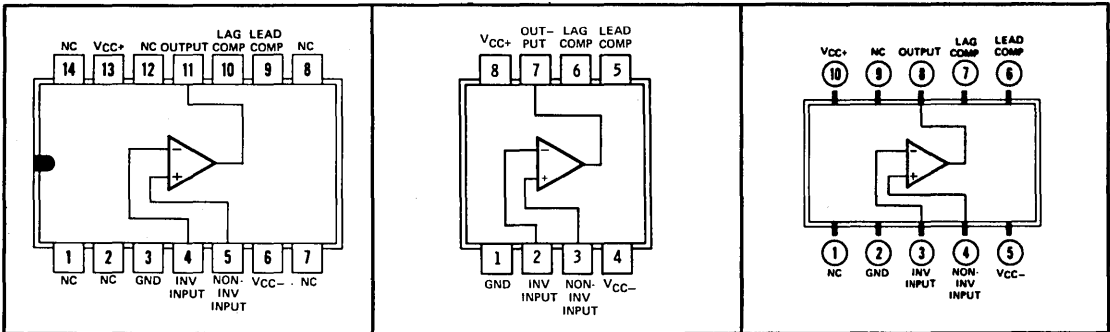 NC VCC+ NC OUTPUT LAG COMP LEAD COMP NC
14 13 12 11 10 9 8
−
+
1 2 3 4 5 6 7
NC NC GND INV INPUT NON-INV INPUT VCC− NC
VCC+ OUT-PUT LAG COMP LEAD COMP
8 7 6 5
−
+
1 2 3 4
GND INV INPUT NON-INV INPUT VCC−
VCC+ NC OUTPUT LAG COMP LEAD COMP
10 9 8 7 6
−
+
1 2 3 4 5
NC GND INV INPUT NON-INV INPUT VCC−